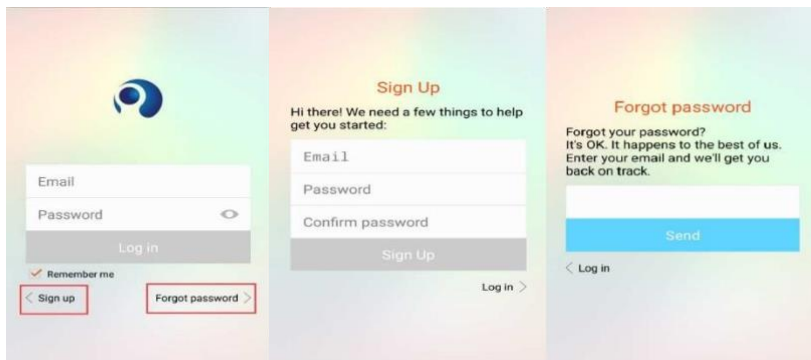 Email
Password
Log in
Remember me
Sign up
Forgot password
Sign Up
Hi there! We need a few things to help
get you started:
Email
Password
Confirm password
Sign Up
Log in
Forgot password
Forgot your password?
It's OK. It happens to the best of us.
Enter your email and we'll get you
back on track.
Send
Log in